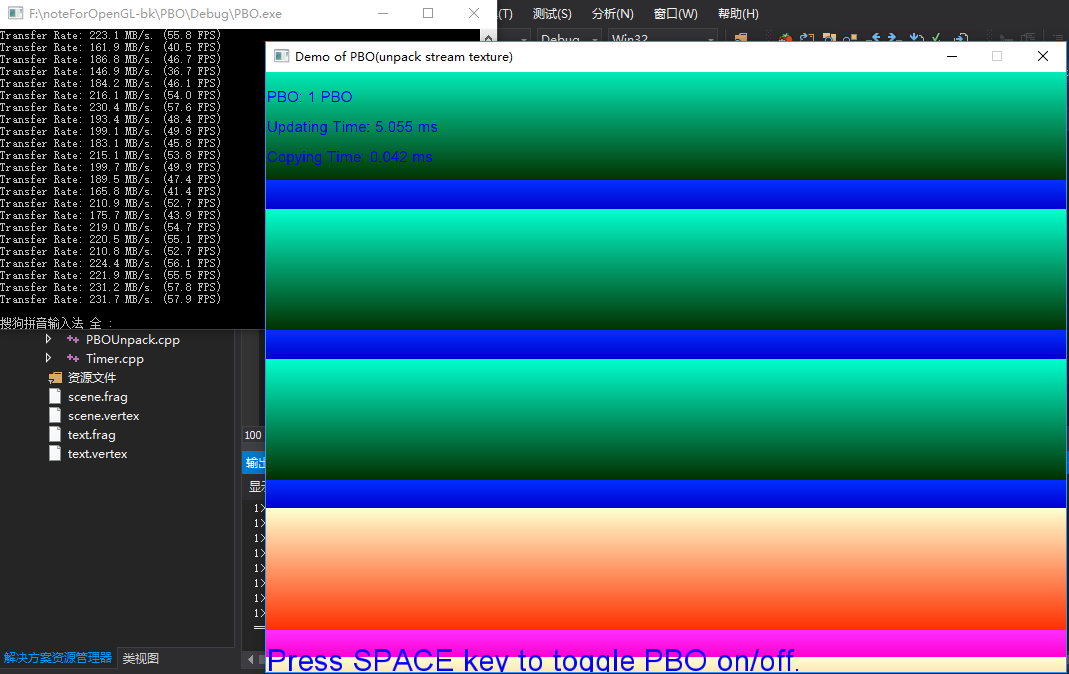 F:\noteForOpenGL-bk\PBO\Debug\PBO.exe
(T) 测试(S) 分析(N) 窗口(W) 帮助(H)
Debug Win32
Transfer Rate: 223.1 MB/s. (55.8 FPS)
Transfer Rate: 161.9 MB/s. (40.5 FPS)
Transfer Rate: 186.8 MB/s. (46.7 FPS)
Transfer Rate: 146.9 MB/s. (36.7 FPS)
Transfer Rate: 184.2 MB/s. (46.1 FPS)
Transfer Rate: 216.1 MB/s. (54.0 FPS)
Transfer Rate: 230.4 MB/s. (57.6 FPS)
Transfer Rate: 193.4 MB/s. (48.4 FPS)
Transfer Rate: 199.1 MB/s. (49.8 FPS)
Transfer Rate: 183.1 MB/s. (45.8 FPS)
Transfer Rate: 215.1 MB/s. (53.8 FPS)
Transfer Rate: 199.7 MB/s. (49.9 FPS)
Transfer Rate: 189.5 MB/s. (47.4 FPS)
Transfer Rate: 165.8 MB/s. (41.4 FPS)
Transfer Rate: 210.9 MB/s. (52.7 FPS)
Transfer Rate: 175.7 MB/s. (43.9 FPS)
Transfer Rate: 219.0 MB/s. (54.7 FPS)
Transfer Rate: 220.5 MB/s. (55.1 FPS)
Transfer Rate: 210.8 MB/s. (52.7 FPS)
Transfer Rate: 224.4 MB/s. (56.1 FPS)
Transfer Rate: 221.9 MB/s. (55.5 FPS)
Transfer Rate: 231.2 MB/s. (57.8 FPS)
Transfer Rate: 231.7 MB/s. (57.9 FPS)
搜狗拼音输入法 全 :
Demo of PBO(unpack stream texture)
PBO: 1 PBO
Updating Time: 5.055 ms
Copying Time: 0.042 ms
Press SPACE key to toggle PBO on/off.
PBOUnpack.cpp
Timer.cpp
资源文件
scene.frag
scene.vertex
text.frag
text.vertex
100
输出
显示
1>
1>
1>
1>
1>
1>
1>
1>
==
解决方案资源管理器 类视图